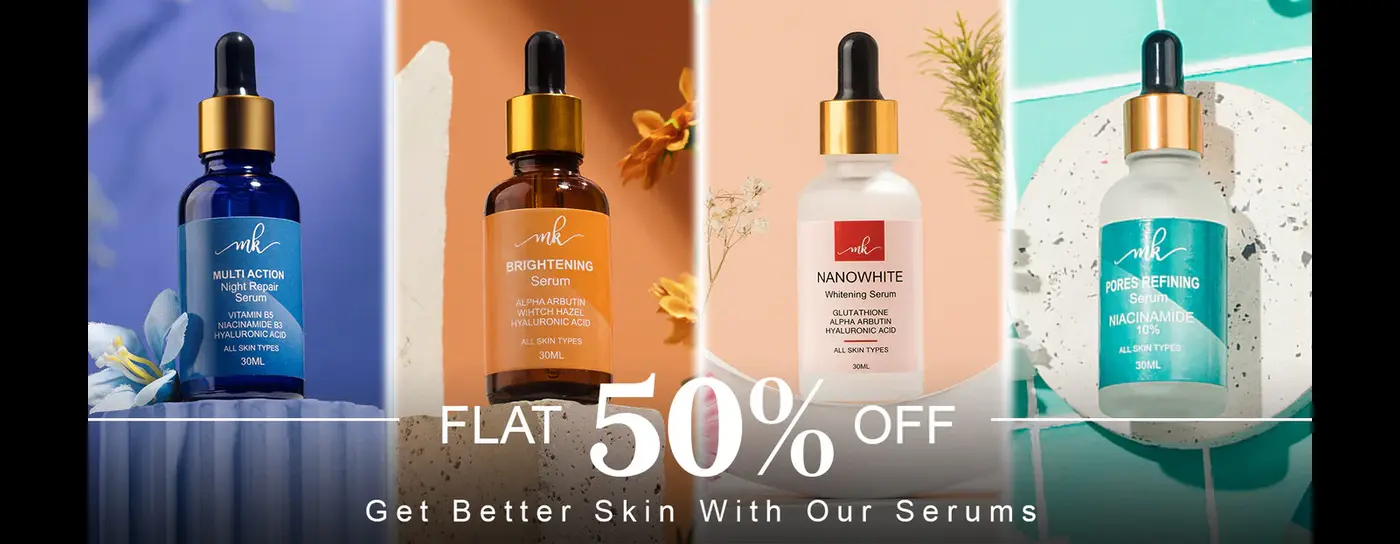 mk
MULTI ACTION
Night Repair
Serum
VITAMIN B5
NIACINAMIDE B3
HYALURONIC ACID
ALL SKIN TYPES
30ML
mk
BRIGHTENING
Serum
ALPHA ARBUTIN
WIHTCH HAZEL
HYALURONIC ACID
ALL SKIN TYPES
30ML
mk
NANOWHITE
Whitening Serum
GLUTATHIONE
ALPHA ARBUTIN
HYALURONIC ACID
ALL SKIN TYPES
30ML
mk
PORES REFINING
Serum
NIACINAMIDE
10%
ALL SKIN TYPES
30ML
FLAT 50% OFF
Get Better Skin With Our Serums